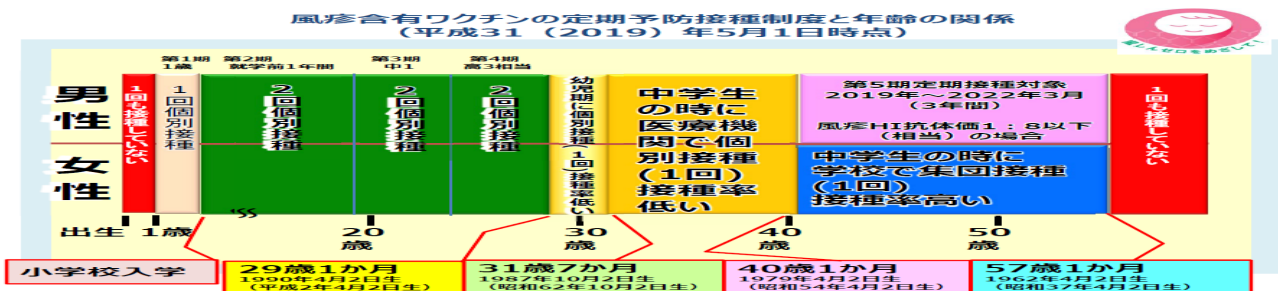 風疹含有ワクチンの定期予防接種制度と年齢の関係
（平成31（2019）年5月1日時点）
風しんゼロをめざして！
第1期
1歳
第2期
就学前1年間
第3期
中1
第4期
高3相当
男性
女性
1回も接種していない
1回個別接種
2回個別接種
2回個別接種
2回個別接種
幼児期に個別接種（1回）接種率低い
中学生
の時に
医療機
関で個
別接種
(1回)
接種率
低い
第5期定期接種対象
2019年～2022年3月
（3年間）
風疹HI抗体価1：8以下
（相当）の場合
中学生の時に
学校で集団接種
(1回)
接種率高い
1回も接種していない
出生
1歳
20
歳
30
歳
40
歳
50
歳
小学校入学
29歳1か月
1990年4月2日生
（平成2年4月2日生）
31歳7か月
1987年10月2日生
（昭和62年10月2日生）
40歳1か月
1979年4月2日生
（昭和54年4月2日生）
57歳1か月
1962年4月2日生
（昭和37年4月2日生）